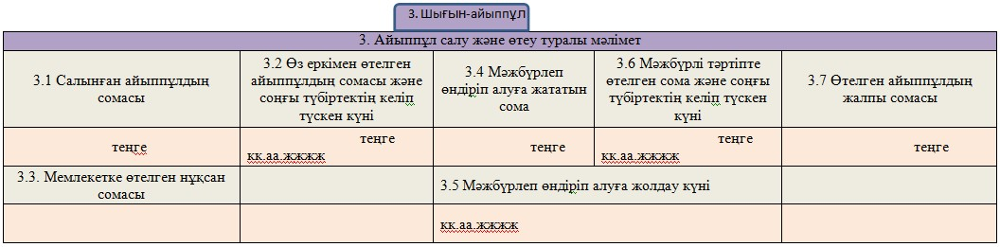 3. Шығын-айыппұл
3. Айыппұл салу және өтеу туралы мәлімет
3.1 Салынған айыппұлдың
сомасы
3.2 Өз еркімен өтелген
айыппұлдың сомасы және
соңғы түбіртектің келіп
түскен күні
3.4 Мәжбүрлеп
өндіріп алуға жататын
сома
3.6 Мәжбүрлі тәртіпте
өтелген сома және соңғы
түбіртектің келіп түскен
күні
3.7 Өтелген айыппұлдың
жалпы сомасы
теңге
теңге
кк.аа.жжжж
теңге
теңге
кк.аа.жжжж
теңге
3.3. Мемлекетке өтелген нұқсан
сомасы
3.5 Мәжбүрлеп өндіріп алуға жолдау күні
кк.аа.жжжж